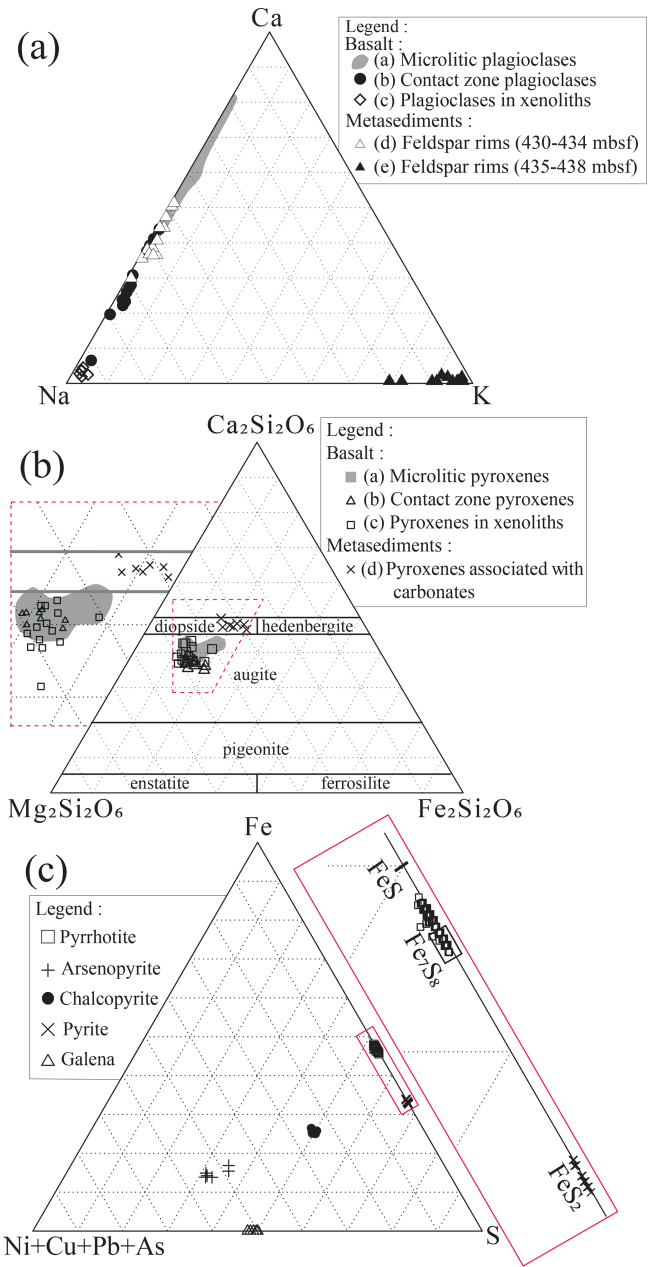 (a)
Ca
Legend :
Basalt :
(a) Microlitic plagioclases
(b) Contact zone plagioclases
(c) Plagioclases in xenoliths
Metasediments :
(d) Feldspar rims (430-434 mbsf)
(e) Feldspar rims (435-438 mbsf)
Na
K
(b)
Ca₂Si₂O₆
Legend :
Basalt :
(a) Microlitic pyroxenes
(b) Contact zone pyroxenes
(c) Pyroxenes in xenoliths
Metasediments :
(d) Pyroxenes associated with
carbonates
diopside
hedenbergite
augite
pigeonite
enstatite
ferrosilite
Mg₂Si₂O₆
Fe₂Si₂O₆
(c)
Fe
Legend :
Pyrrhotite
Arsenopyrite
Chalcopyrite
Pyrite
Galena
FeS
Fe₇S₈
FeS₂
Ni+Cu+Pb+As
S